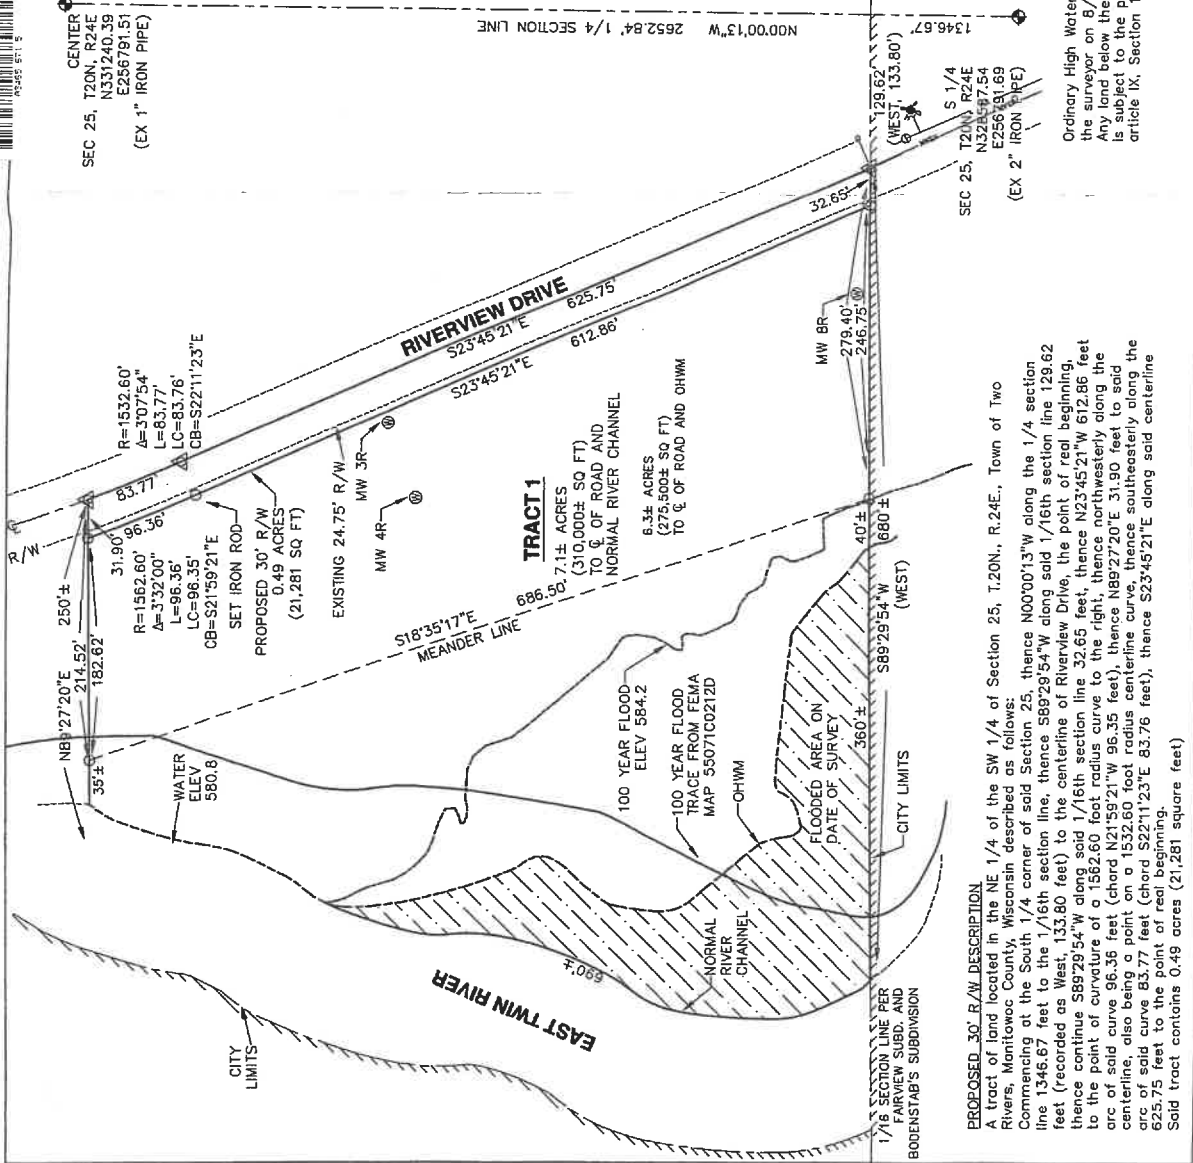 CENTER
SEC 25, T20N, R24E
N331240.39
E256791.51
(EX 1" IRON PIPE)
N00°00'13"W 2652.84' 1/4 SECTION LINE
1346.67'
129.62'
(WEST, 133.80')
S 1/4
SEC 25, T20N, R24E
E256791.69
(EX 2" IRON PIPE)
Ordinary High Water
the surveyor on 8/
Any land below the
is subject to the p
article IX, Section 1
R/W
R=1532.60'
Δ=3°07'54"
L=83.77'
LC=83.76'
CB=S22°11'23"E
83.77'
96.36'
31.90'
R=1562.60'
Δ=3°32'00"
L=96.36'
LC=96.35'
CB=S21°59'21"E
SET IRON ROD
PROPOSED 30' R/W
0.49 ACRES
(21,281 SQ FT)
EXISTING 24.75' R/W
MW 3R
MW 4R
RIVERVIEW DRIVE
S23°45'21"E 625.75'
S23°45'21"E 612.86'
32.65'
MW 8R
279.40'
246.75'
N89°27'20"E
250'±
214.52'
182.62'
35'±
TRACT 1
7.1± ACRES
(310,000± SQ FT)
TO ℄ OF ROAD AND
NORMAL RIVER CHANNEL
6.3± ACRES
(275,500± SQ FT)
TO ℄ OF ROAD AND OHWM
S18°35'17"E 686.50'
MEANDER LINE
WATER
ELEV
580.8
100 YEAR FLOOD
ELEV 584.2
100 YEAR FLOOD
TRACE FROM FEMA
MAP 55071C0212D
OHWM
FLOODED AREA ON
DATE OF SURVEY
40'±
680'±
360'±
S89°29'54"W
(WEST)
CITY LIMITS
NORMAL
RIVER
CHANNEL
690'±
EAST TWIN RIVER
CITY
LIMITS
1/16 SECTION LINE PER
FAIRVIEW SUBD. AND
BODENSTAB'S SUBDIVISION
PROPOSED 30' R/W DESCRIPTION
A tract of land located in the NE 1/4 of the SW 1/4 of Section 25, T.20N., R.24E., Town of Two
Rivers, Manitowoc County, Wisconsin described as follows:
Commencing at the South 1/4 corner of said Section 25, thence N00°00'13"W along the 1/4 section
line 1346.67 feet to the 1/16th section line, thence S89°29'54"W along said 1/16th section line 129.62
feet (recorded as West, 133.80 feet) to the centerline of Riverview Drive, the point of real beginning,
thence continue S89°29'54"W along said 1/16th section line 32.65 feet, thence N23°45'21"W 612.86 feet
to the point of curvature of a 1562.60 foot radius curve to the right, thence northwesterly along the
arc of said curve 96.36 feet (chord N21°59'21"W 96.35 feet), thence N89°27'20"E 31.90 feet to said
centerline, also being a point on a 1532.60 foot radius centerline curve, thence southeasterly along the
arc of said curve 83.77 feet (chord S22°11'23"E 83.76 feet), thence S23°45'21"E along said centerline
625.75 feet to the point of real beginning.
Said tract contains 0.49 acres (21,281 square feet)